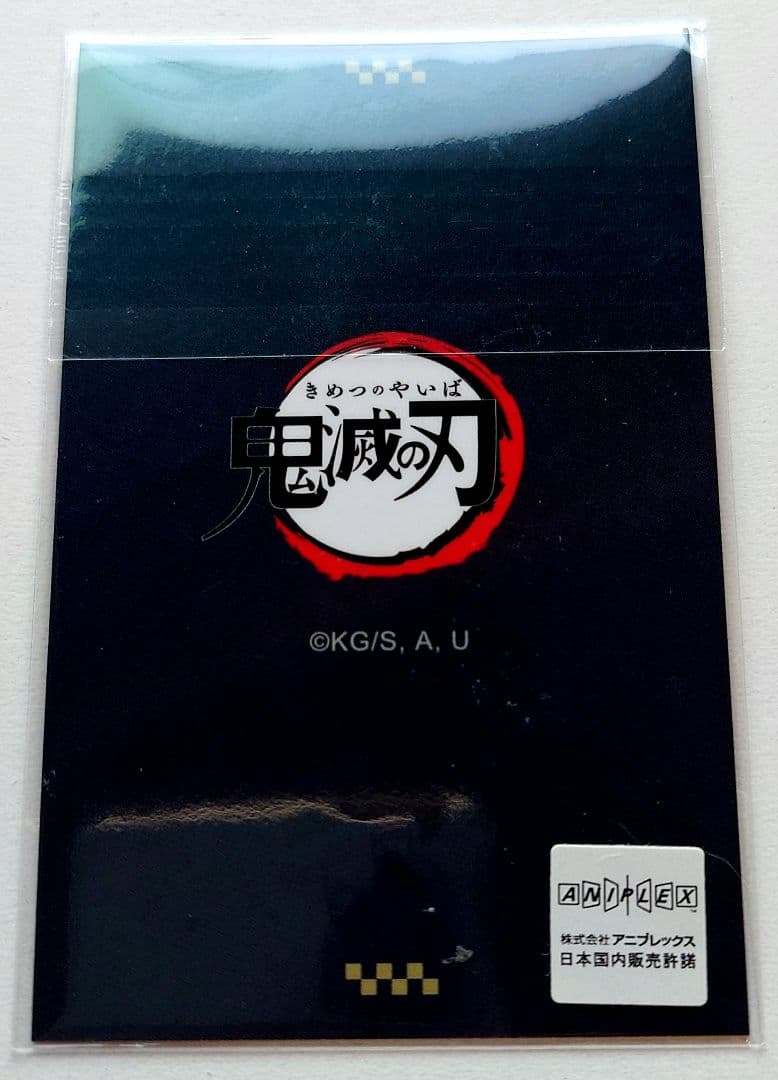 きめつのやいば
鬼滅の刃
©KG/S, A, U
ANIPLEX™
株式会社アニプレックス
日本国内販売許諾